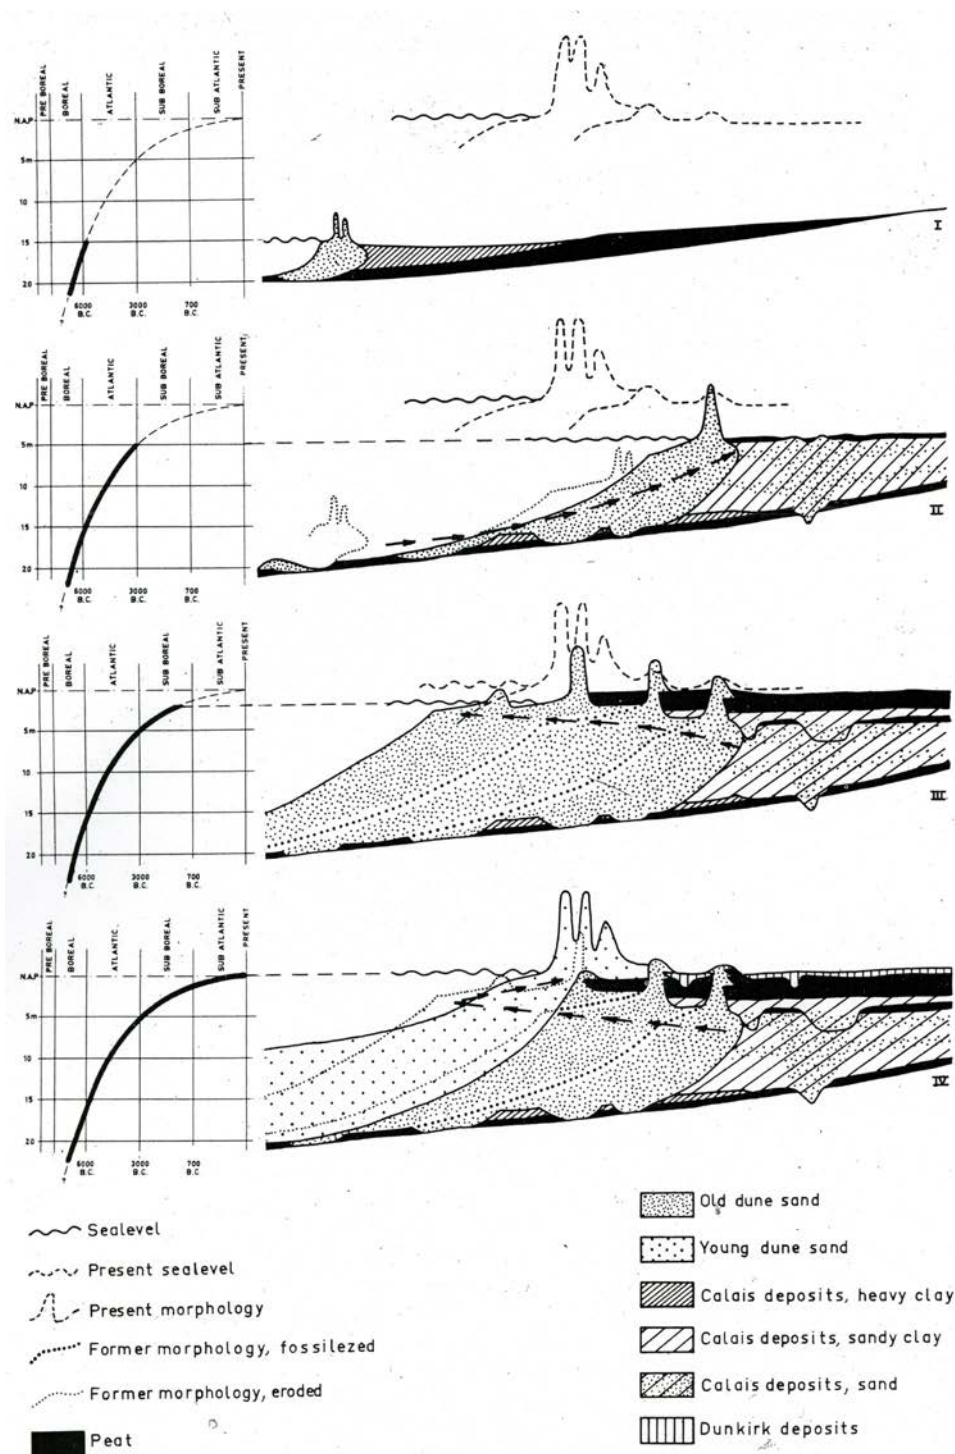 PRE BOREAL
BOREAL
ATLANTIC
SUB BOREAL
SUB ATLANTIC
PRESENT
N.A.P
5m
10
15
20
6000 B.C.
3000 B.C.
700 B.C.
?
I
PRE BOREAL
BOREAL
ATLANTIC
SUB BOREAL
SUB ATLANTIC
PRESENT
N.A.P
5m
10
15
20
6000 B.C.
3000 B.C.
700 B.C.
?
II
PRE BOREAL
BOREAL
ATLANTIC
SUB BOREAL
SUB ATLANTIC
PRESENT
N.A.P
5m
10
15
20
6000 B.C.
3000 B.C.
700 B.C.
?
III
PRE BOREAL
BOREAL
ATLANTIC
SUB BOREAL
SUB ATLANTIC
PRESENT
N.A.P
5m
10
15
20
6000 B.C.
3000 B.C.
700 B.C
?
IV
Sealevel
Present sealevel
Present morphology
Former morphology, fossilezed
Former morphology, eroded
Peat
Old dune sand
s
Young dune sand
Calais deposits, heavy clay
Calais deposits, sandy clay
Calais deposits, sand
Dunkirk deposits